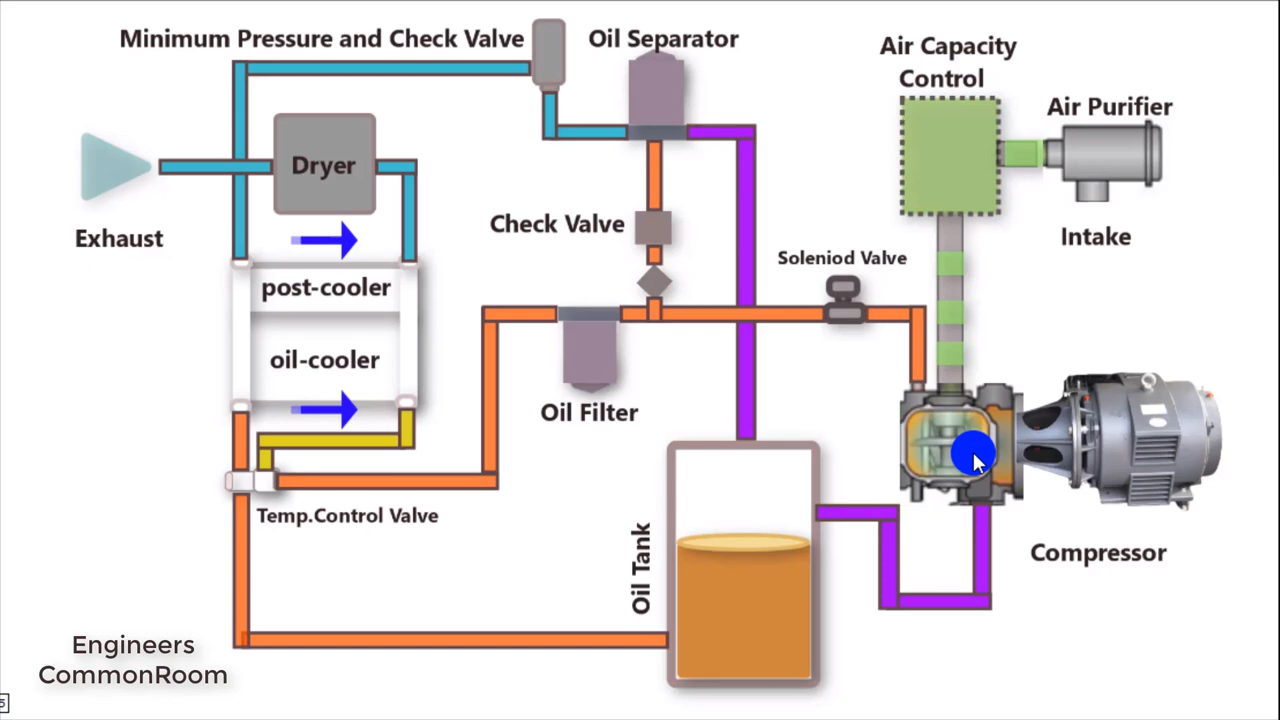 Minimum Pressure and Check Valve
Oil Separator
Air Capacity
Control
Air Purifier
Dryer
Exhaust
Check Valve
Intake
Soleniod Valve
post-cooler
oil-cooler
Oil Filter
Temp.Control Valve
Oil Tank
Compressor
Engineers
CommonRoom